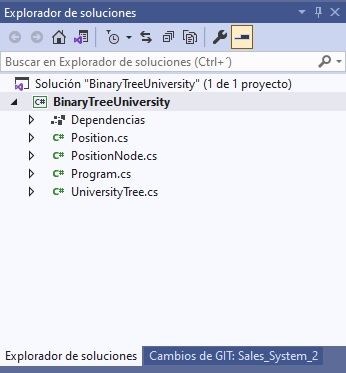 Explorador de soluciones
Buscar en Explorador de soluciones (Ctrl+´)
Solución "BinaryTreeUniversity" (1 de 1 proyecto)
C# BinaryTreeUniversity
Dependencias
C# Position.cs
C# PositionNode.cs
C# Program.cs
C# UniversityTree.cs
Explorador de soluciones Cambios de GIT: Sales_System_2